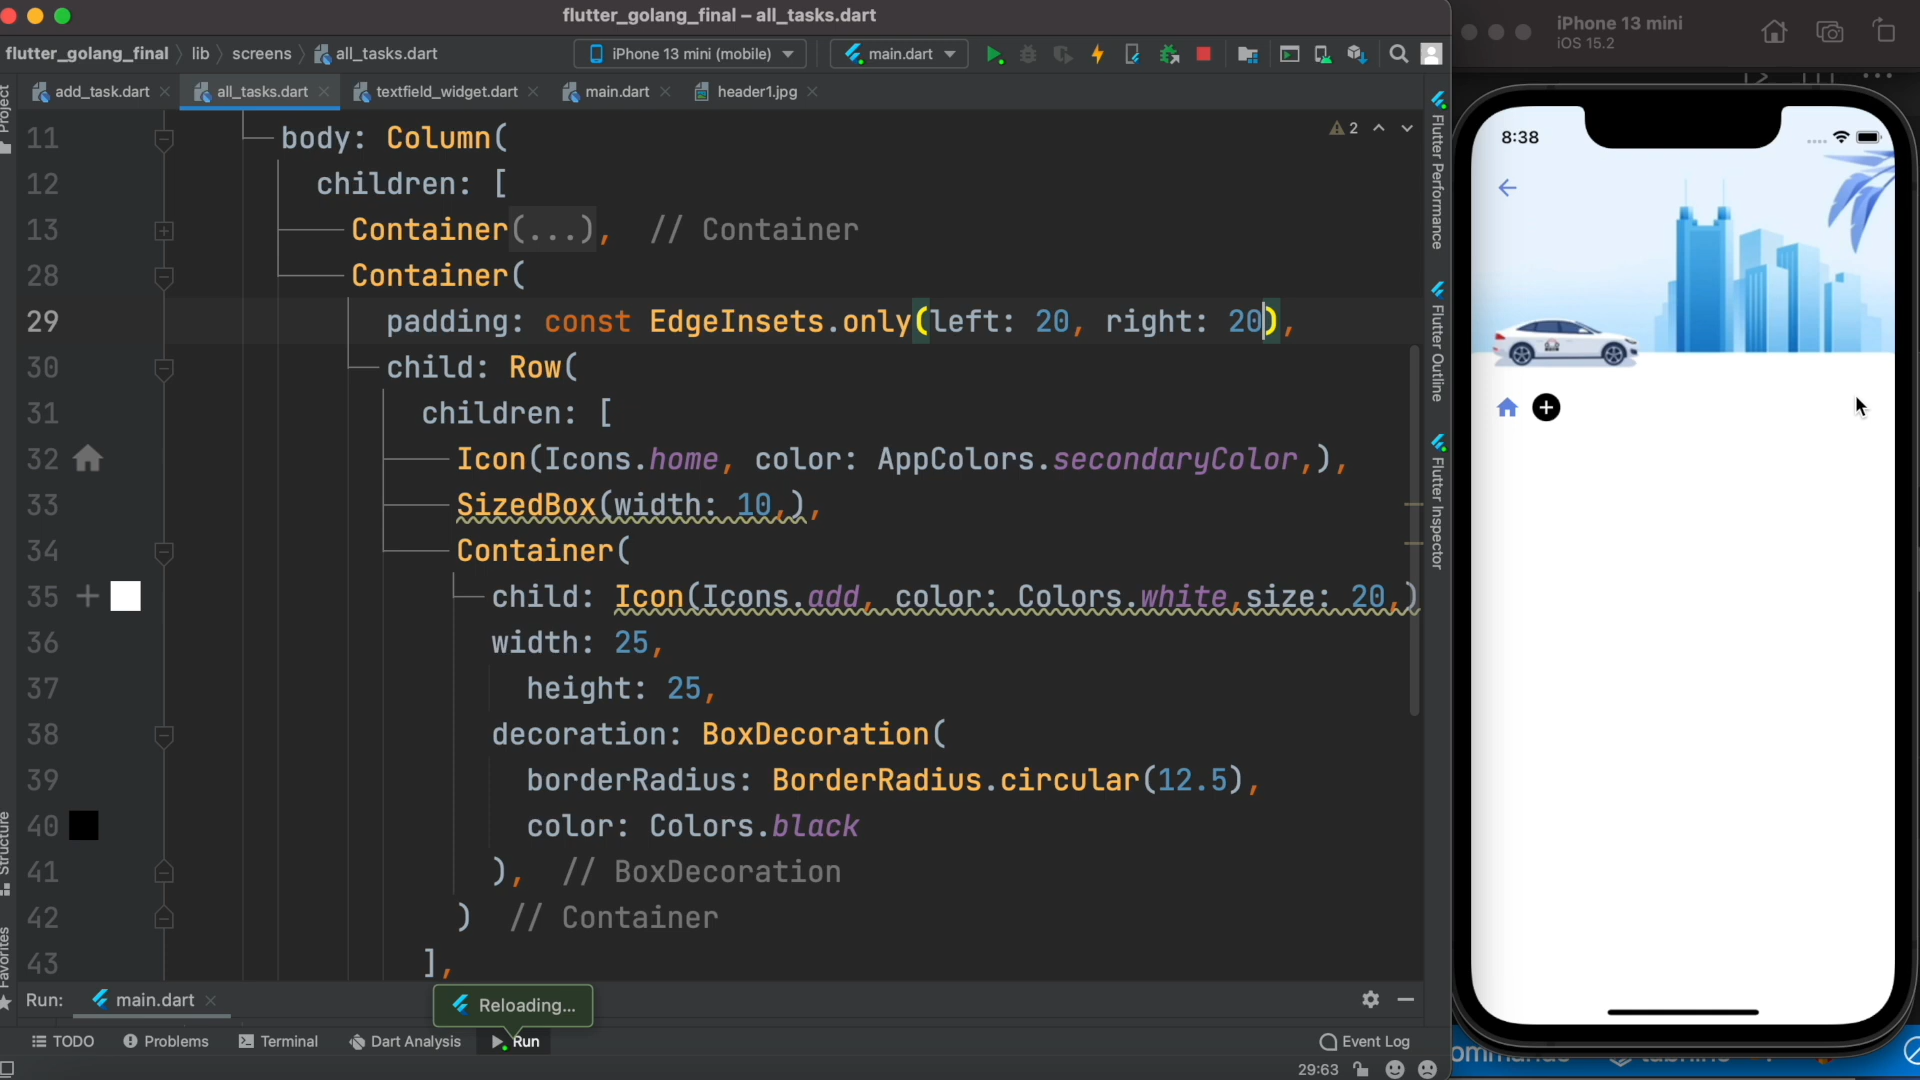 flutter_golang_final – all_tasks.dart
iPhone 13 mini
iOS 15.2
flutter_golang_final
lib
screens
all_tasks.dart
iPhone 13 mini (mobile)
main.dart
add_task.dart
all_tasks.dart
textfield_widget.dart
main.dart
header1.jpg
Project
Structure
Favorites
Flutter Performance
Flutter Outline
Flutter Inspector
2
11 body: Column(
12 children: [
13 Container(...), // Container
28 Container(
29 padding: const EdgeInsets.only(left: 20, right: 20),
30 child: Row(
31 children: [
32 Icon(Icons.home, color: AppColors.secondaryColor,),
33 SizedBox(width: 10,),
34 Container(
35 child: Icon(Icons.add, color: Colors.white,size: 20,)
36 width: 25,
37 height: 25,
38 decoration: BoxDecoration(
39 borderRadius: BorderRadius.circular(12.5),
40 color: Colors.black
41 ), // BoxDecoration
42 ) // Container
43 ],
Run:
main.dart
Reloading...
TODO
Problems
Terminal
Dart Analysis
Run
Event Log
29:63
8:38